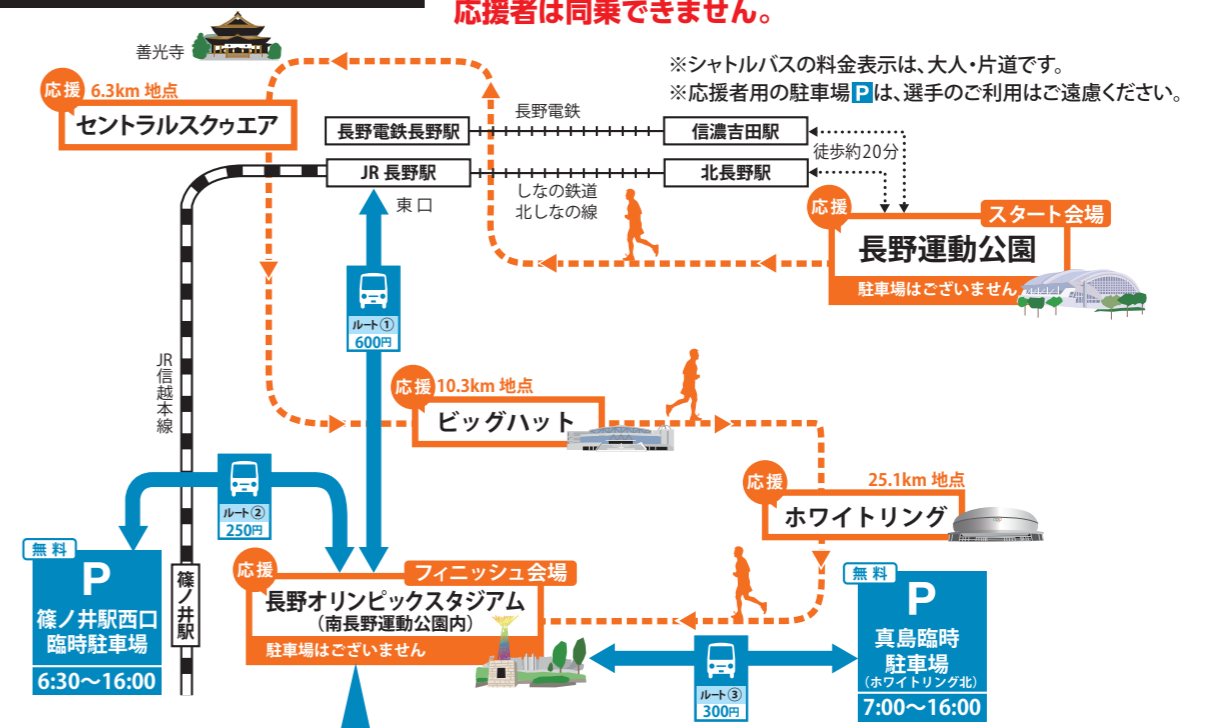 応援者は同乗できません。
善光寺
※シャトルバスの料金表示は、大人・片道です。
※応援者用の駐車場Pは、選手のご利用はご遠慮ください。
応援 6.3km 地点
セントラルスクゥエア
長野電鉄長野駅
長野電鉄
信濃吉田駅
徒歩約20分
JR 長野駅
しなの鉄道
北しなの線
北長野駅
東口
応援
スタート会場
長野運動公園
駐車場はございません
ルート①
600円
JR信越本線
応援 10.3km 地点
ビッグハット
応援
25.1km 地点
ホワイトリング
ルート②
250円
無料
P
篠ノ井駅西口
臨時駐車場
6:30〜16:00
篠ノ井駅
応援
フィニッシュ会場
長野オリンピックスタジアム
（南長野運動公園内）
駐車場はございません
ルート③
300円
無料
P
真島臨時
駐車場
（ホワイトリング北）
7:00〜16:00